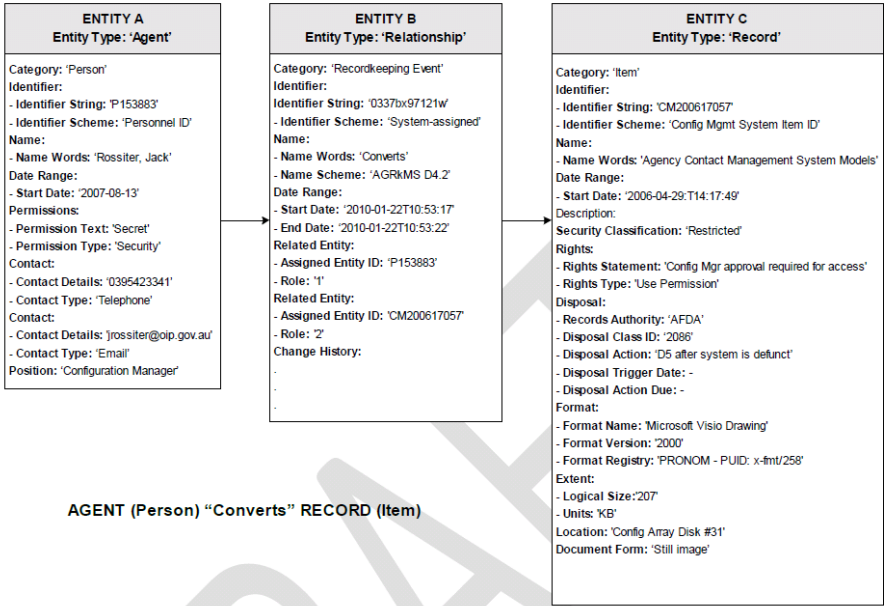 ENTITY A
Entity Type: ‘Agent’
Category: ‘Person’
Identifier:
- Identifier String: ‘P153883’
- Identifier Scheme: ‘Personnel ID’
Name:
- Name Words: ‘Rossiter, Jack’
Date Range:
- Start Date: ‘2007-08-13’
Permissions:
- Permission Text: ‘Secret’
- Permission Type: ‘Security’
Contact:
- Contact Details: ‘0395423341’
- Contact Type: ‘Telephone’
Contact:
- Contact Details: ‘jrossiter@oip.gov.au’
- Contact Type: ‘Email’
Position: ‘Configuration Manager’
ENTITY B
Entity Type: ‘Relationship’
Category: ‘Recordkeeping Event’
Identifier:
Identifier String: ‘0337bx97121w’
- Identifier Scheme: ‘System-assigned’
Name:
- Name Words: ‘Converts’
- Name Scheme: ‘AGRkMS D4.2’
Date Range:
- Start Date: ‘2010-01-22T10:53:17’
- End Date: ‘2010-01-22T10:53:22’
Related Entity:
- Assigned Entity ID: ‘P153883’
- Role: ‘1’
Related Entity:
- Assigned Entity ID: ‘CM200617057’
- Role: ‘2’
Change History:
.
.
.
ENTITY C
Entity Type: ‘Record’
Category: ‘Item’
Identifier:
- Identifier String: ‘CM200617057’
- Identifier Scheme: ‘Config Mgmt System Item ID’
Name:
- Name Words: ‘Agency Contact Management System Models’
Date Range:
- Start Date: ‘2006-04-29:T14:17:49’
Description:
Security Classification: ‘Restricted’
Rights:
- Rights Statement: ‘Config Mgr approval required for access’
- Rights Type: ‘Use Permission’
Disposal:
- Records Authority: ‘AFDA’
- Disposal Class ID: ‘2086’
- Disposal Action: ‘D5 after system is defunct’
- Disposal Trigger Date: -
- Disposal Action Due: -
Format:
- Format Name: ‘Microsoft Visio Drawing’
- Format Version: ‘2000’
- Format Registry: ‘PRONOM - PUID: x-fmt/258’
Extent:
- Logical Size:‘207’
- Units: ‘KB’
Location: ‘Config Array Disk #31’
Document Form: ‘Still image’
AGENT (Person) “Converts” RECORD (Item)